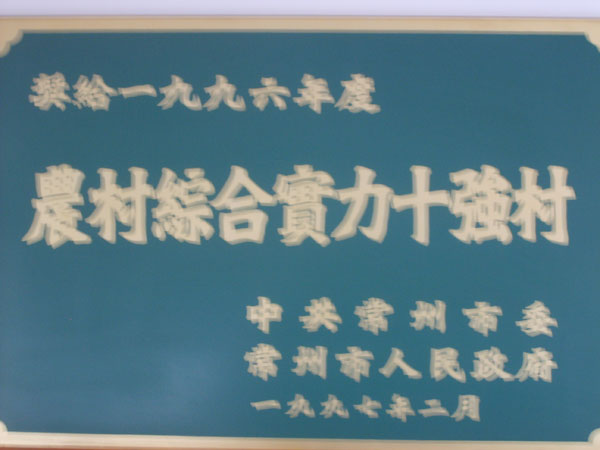 奬給一九九六年度
農村綜合實力十強村
中共常州市委
常州市人民政府
一九九七年二月